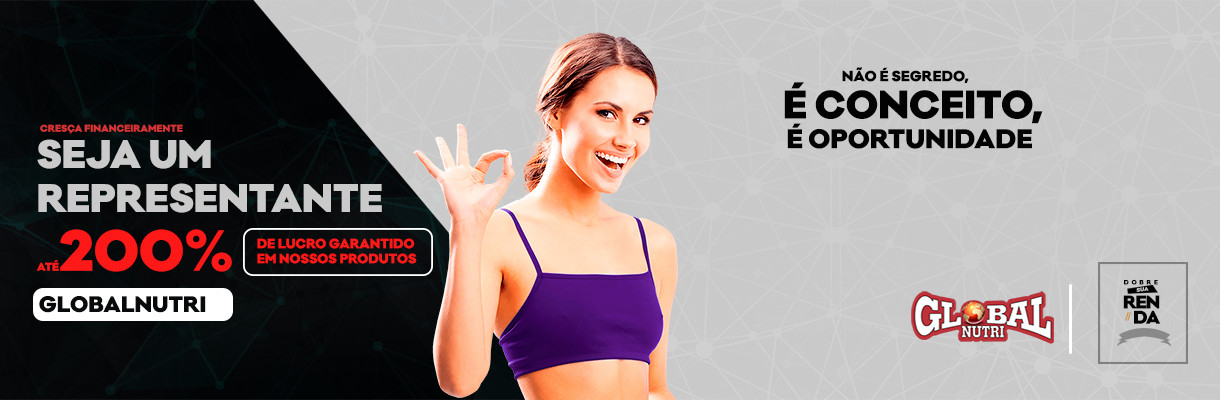 CRESÇA FINANCEIRAMENTE
SEJA UM
REPRESENTANTE
ATÉ 200%
DE LUCRO GARANTIDO
EM NOSSOS PRODUTOS
GLOBALNUTRI
NÃO É SEGREDO,
É CONCEITO,
É OPORTUNIDADE
GLOBAL
NUTRI
DOBRE
SUA
REN
// DA